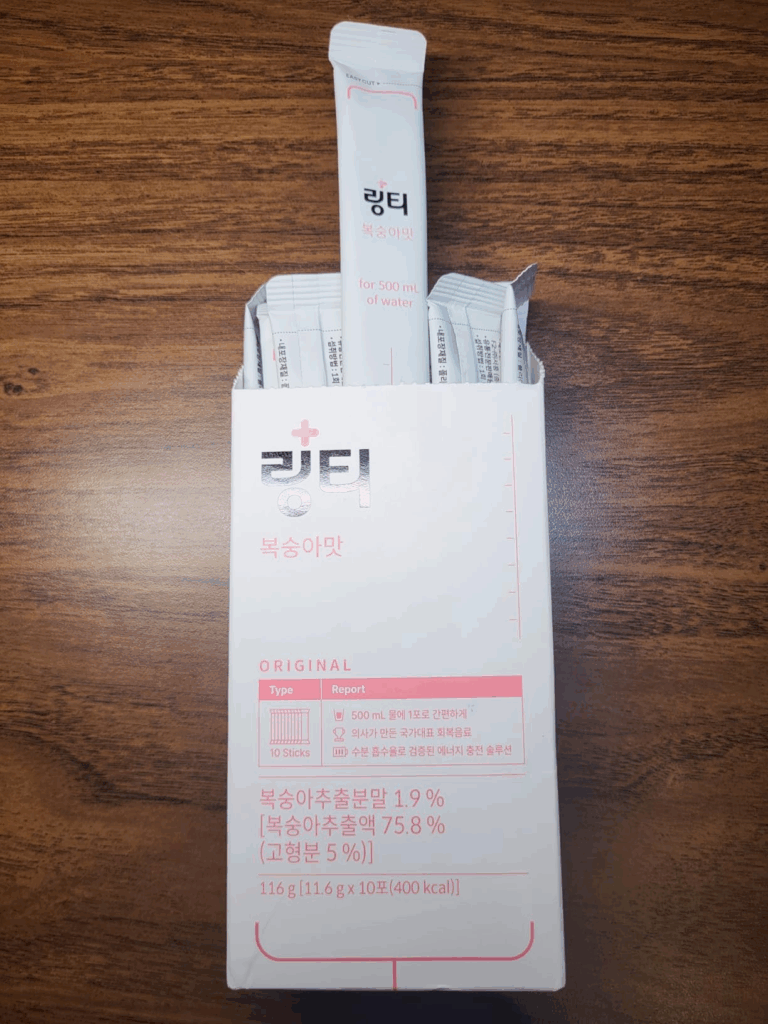 링티
복숭아맛
for 500 mL
of water
링티
복숭아맛
ORIGINAL
Type Report
10 Sticks
500 mL 물에 1포로 간편하게
의사가 만든 국가대표 회복음료
수분 흡수율로 검증된 에너지 충전 솔루션
복숭아추출분말 1.9 %
[복숭아추출액 75.8 %
(고형분 5 %)]
116 g [11.6 g x 10포(400 kcal)]